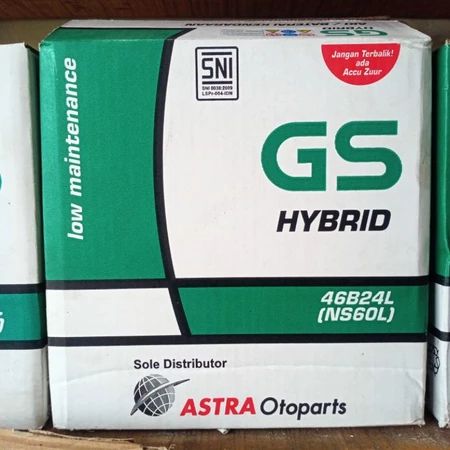 low maintenance
SNI
SNI 0038:2009
LSPr-004-IDN
Jangan Terbalik!
ada
Accu Zuur
GS
HYBRID
46B24L
(NS60L)
Sole Distributor
ASTRA Otoparts